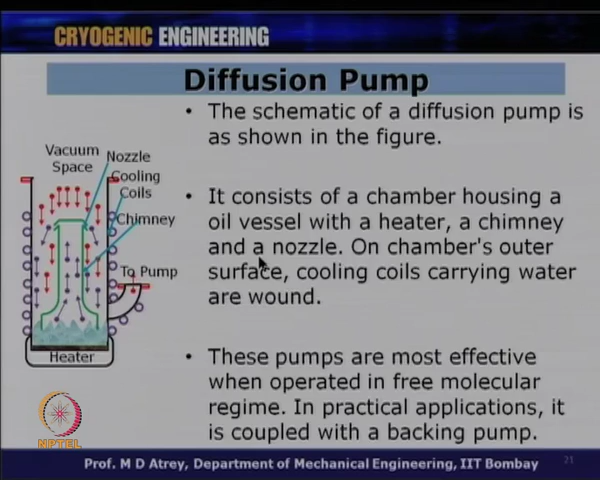 CRYOGENIC ENGINEERING
Diffusion Pump
• The schematic of a diffusion pump is
as shown in the figure.
• It consists of a chamber housing a
oil vessel with a heater, a chimney
and a nozzle. On chamber's outer
surface, cooling coils carrying water
are wound.
• These pumps are most effective
when operated in free molecular
regime. In practical applications, it
is coupled with a backing pump.
Vacuum
Space
Nozzle
Cooling
Coils
Chimney
To Pump
Heater
NPTEL
Prof. M D Atrey, Department of Mechanical Engineering, IIT Bombay
21